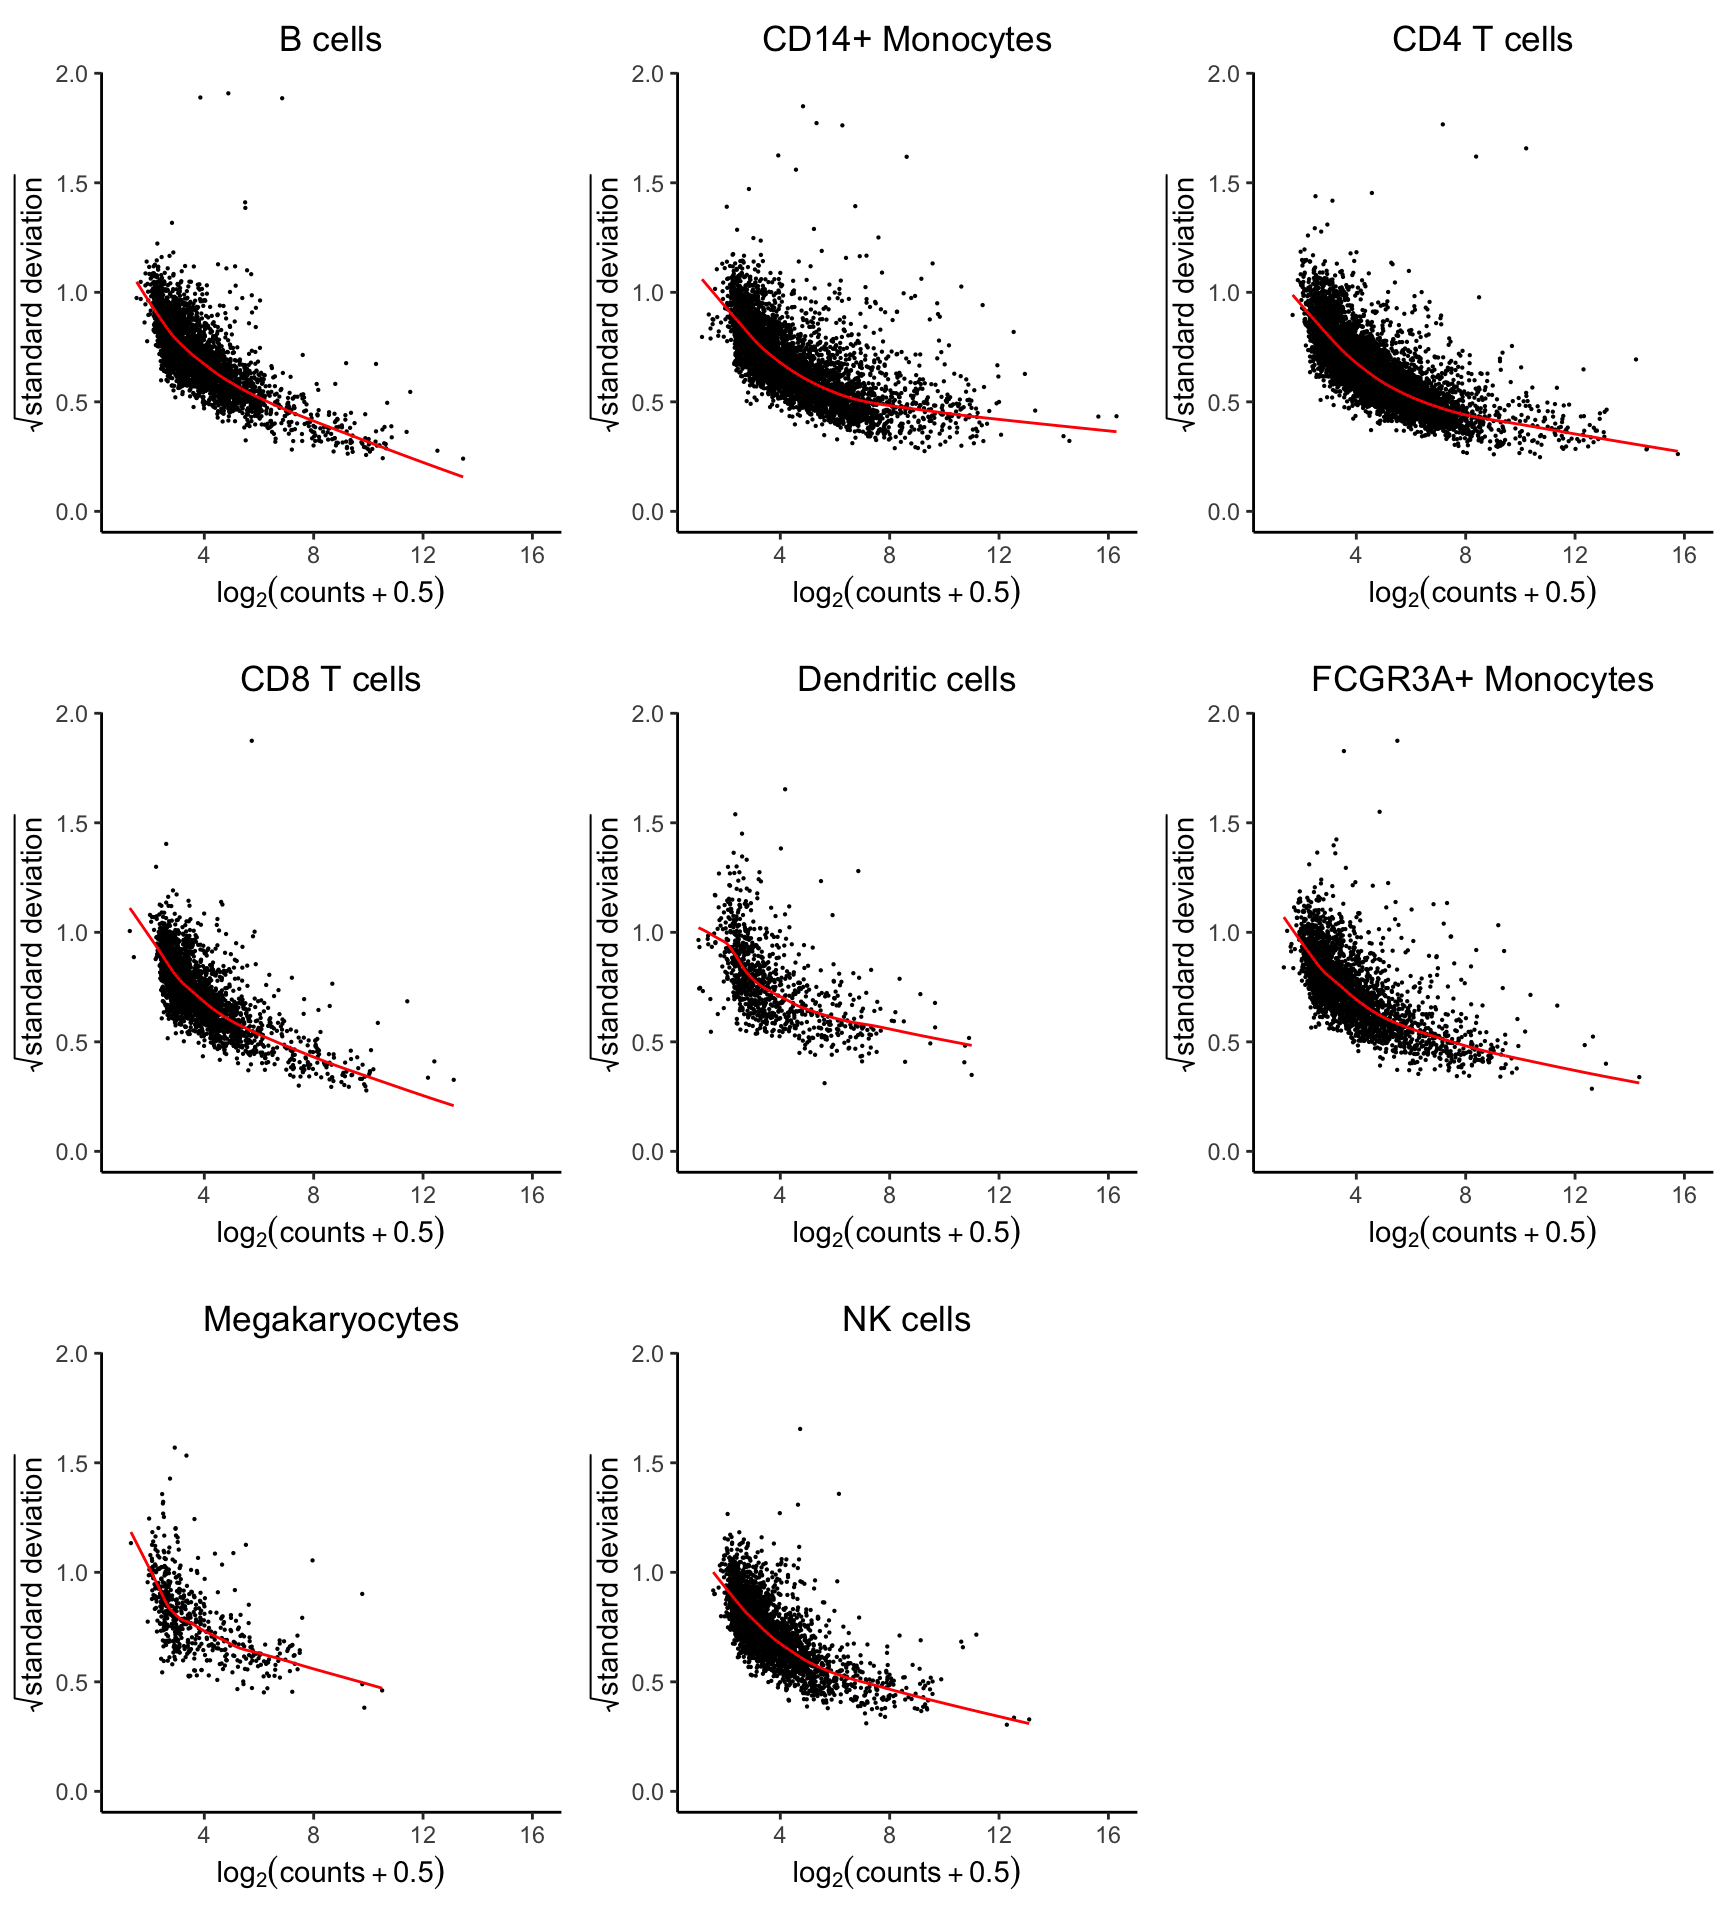 B cells
CD14+ Monocytes
CD4 T cells
2.0
1.5
1.0
0.5
0.0
√standard deviation
4 8 12 16
log₂(counts + 0.5)
2.0
1.5
1.0
0.5
0.0
√standard deviation
4 8 12 16
log₂(counts + 0.5)
2.0
1.5
1.0
0.5
0.0
√standard deviation
4 8 12 16
log₂(counts + 0.5)
CD8 T cells
Dendritic cells
FCGR3A+ Monocytes
2.0
1.5
1.0
0.5
0.0
√standard deviation
4 8 12 16
log₂(counts + 0.5)
2.0
1.5
1.0
0.5
0.0
√standard deviation
4 8 12 16
log₂(counts + 0.5)
2.0
1.5
1.0
0.5
0.0
√standard deviation
4 8 12 16
log₂(counts + 0.5)
Megakaryocytes
NK cells
2.0
1.5
1.0
0.5
0.0
√standard deviation
4 8 12 16
log₂(counts + 0.5)
2.0
1.5
1.0
0.5
0.0
√standard deviation
4 8 12 16
log₂(counts + 0.5)